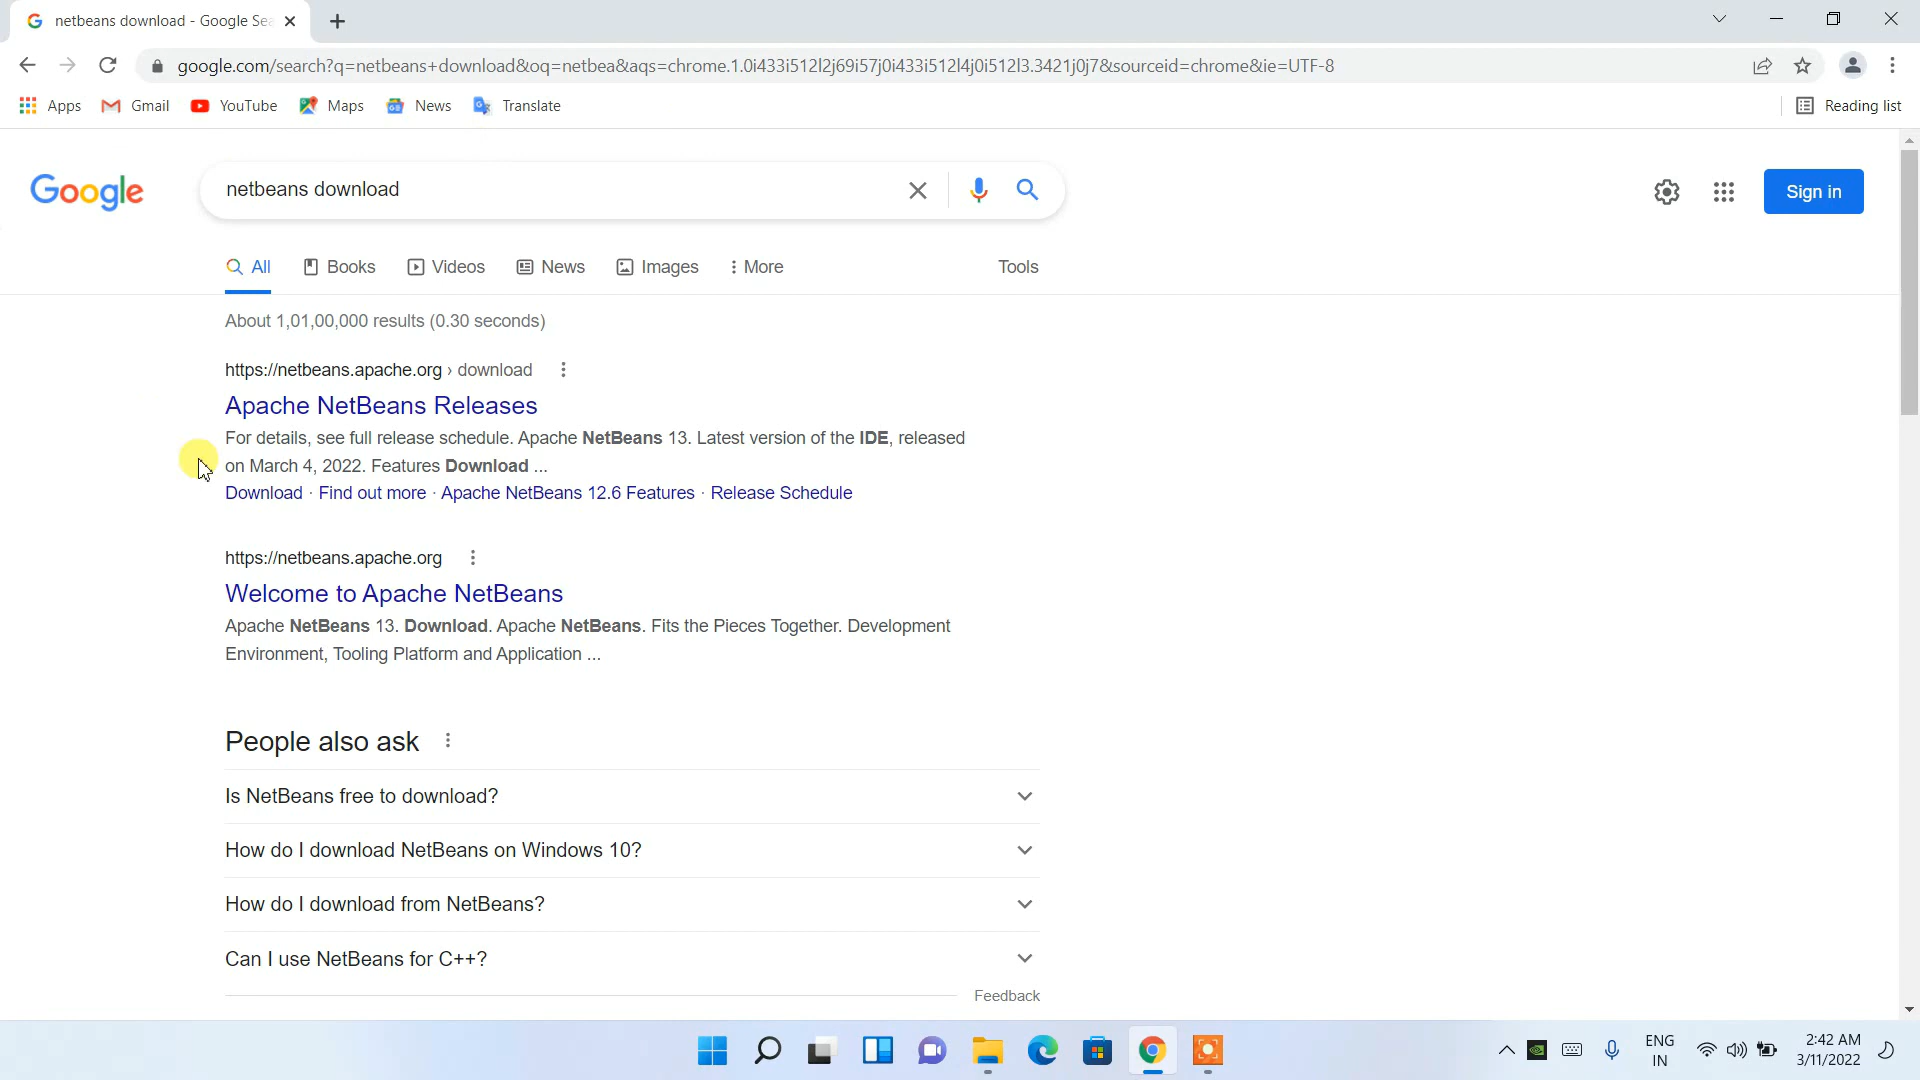 netbeans download - Google Sea
google.com/search?q=netbeans+download&oq=netbea&aqs=chrome.1.0i433i512l2j69i57j0i433i512l4j0i512l3.3421j0j7&sourceid=chrome&ie=UTF-8
Apps Gmail YouTube Maps News Translate Reading list
Google netbeans download Sign in
All Books Videos News Images More Tools
About 1,01,00,000 results (0.30 seconds)
https://netbeans.apache.org › download
Apache NetBeans Releases
For details, see full release schedule. Apache NetBeans 13. Latest version of the IDE, released
on March 4, 2022. Features Download ...
Download · Find out more · Apache NetBeans 12.6 Features · Release Schedule
https://netbeans.apache.org
Welcome to Apache NetBeans
Apache NetBeans 13. Download. Apache NetBeans. Fits the Pieces Together. Development
Environment, Tooling Platform and Application ...
People also ask
Is NetBeans free to download?
How do I download NetBeans on Windows 10?
How do I download from NetBeans?
Can I use NetBeans for C++?
Feedback
ENG
IN
2:42 AM
3/11/2022